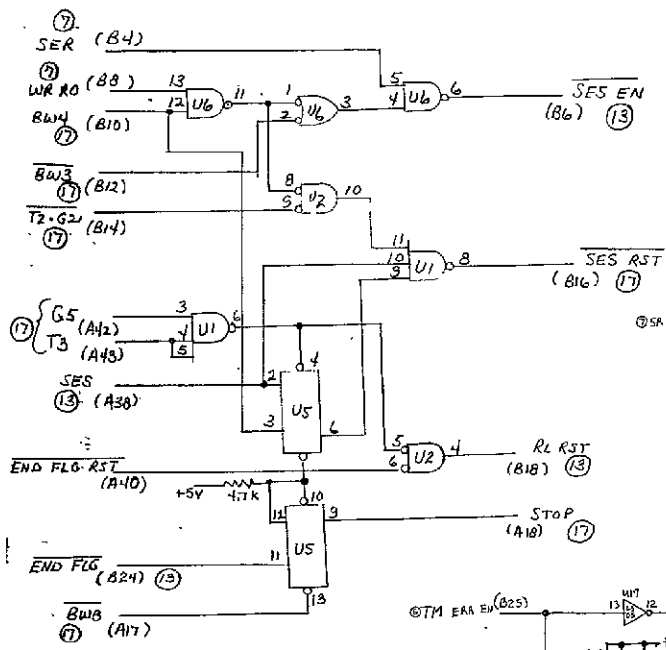 ⑦
SER (B4)
5
U6
6
4
SES EN
(B6) ⑬
⑦
WR RO (B8)
13
12
U6
11
1
2
U6
3
BW4 (B10)
⑰
BW3
⑰ (B12)
8
9
U2
10
T2·G2
⑰ (B14)
11
10
9
U1
8
SES RST
(B16) ⑰
⑰
G5 (A42)
T3 (A43)
3
4
5
U1
6
⑦SR
SES
⑬ (A38)
4
2
3
U5
6
END FLG RST
(A40)
5
6
U2
4
RL RST
(B18) ⑬
+5V
4.7K
10
11
U5
9
STOP
(A18) ⑰
END FLG
(B24) ⑬
11
BWB
⑰ (A17)
13
⑥TM ERR EN (B25)
13
U17
12